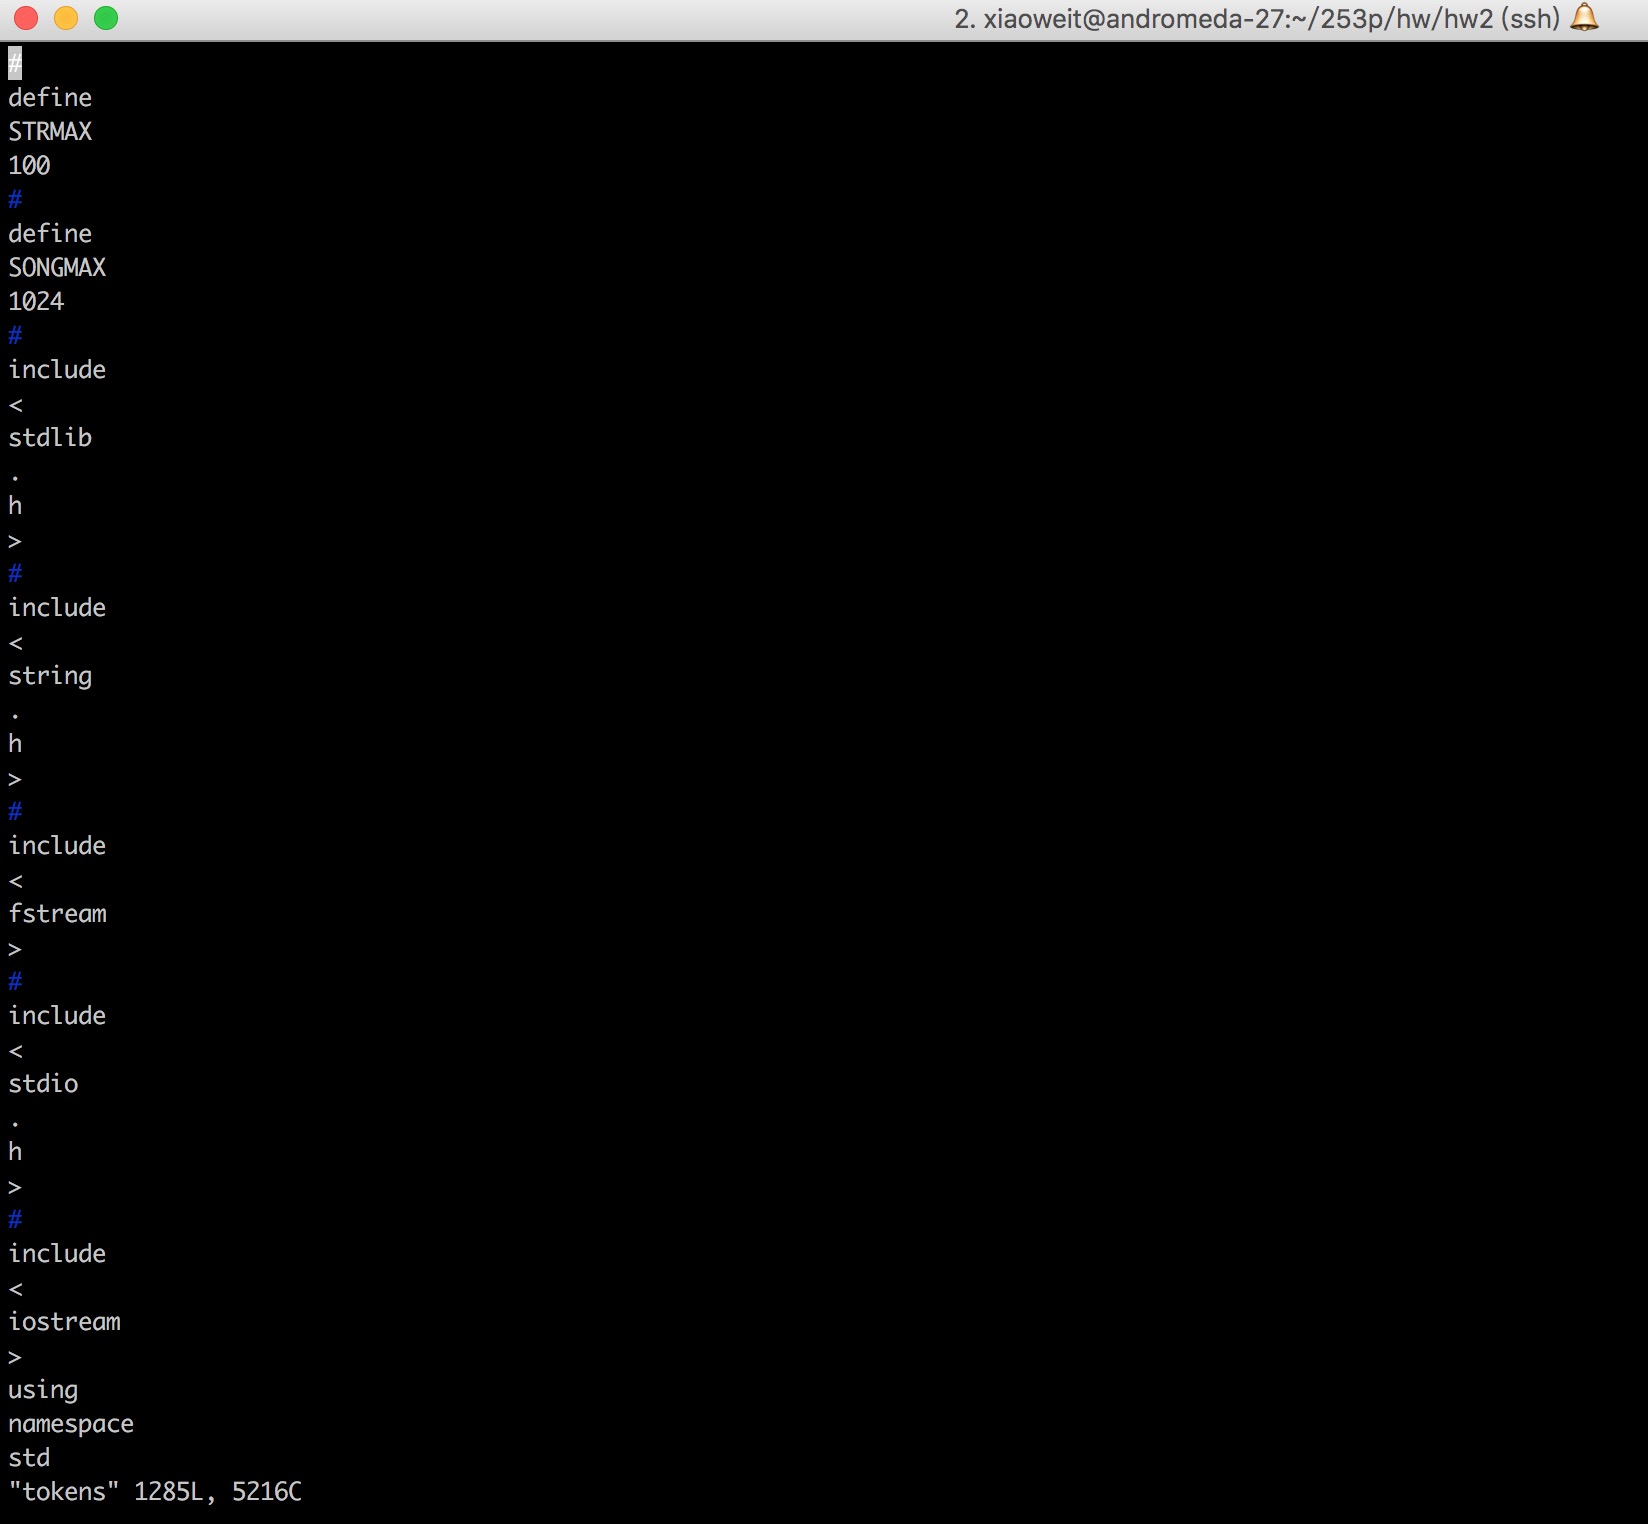 2. xiaoweit@andromeda-27:~/253p/hw/hw2 (ssh)
#
define
STRMAX
100
#
define
SONGMAX
1024
#
include
<
stdlib
.
h
>
#
include
<
string
.
h
>
#
include
<
fstream
>
#
include
<
stdio
.
h
>
#
include
<
iostream
>
using
namespace
std
"tokens" 1285L, 5216C